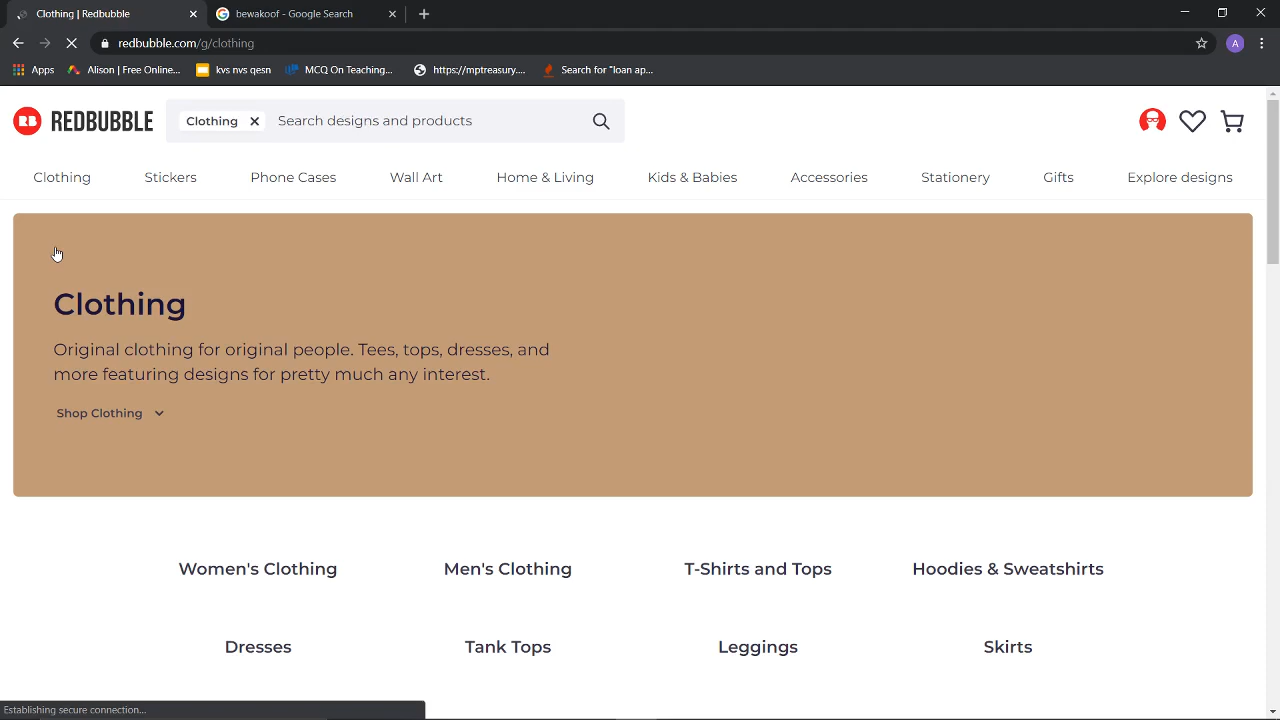 Clothing | Redbubble
bewakoof - Google Search
redbubble.com/g/clothing
A
Apps
Alison | Free Online...
kvs nvs qesn
MCQ On Teaching...
https://mptreasury....
Search for "loan ap...
RB REDBUBBLE
Clothing
Search designs and products
Clothing
Stickers
Phone Cases
Wall Art
Home & Living
Kids & Babies
Accessories
Stationery
Gifts
Explore designs
Clothing
Original clothing for original people. Tees, tops, dresses, and
more featuring designs for pretty much any interest.
Shop Clothing
Women's Clothing
Men's Clothing
T-Shirts and Tops
Hoodies & Sweatshirts
Dresses
Tank Tops
Leggings
Skirts
Establishing secure connection...